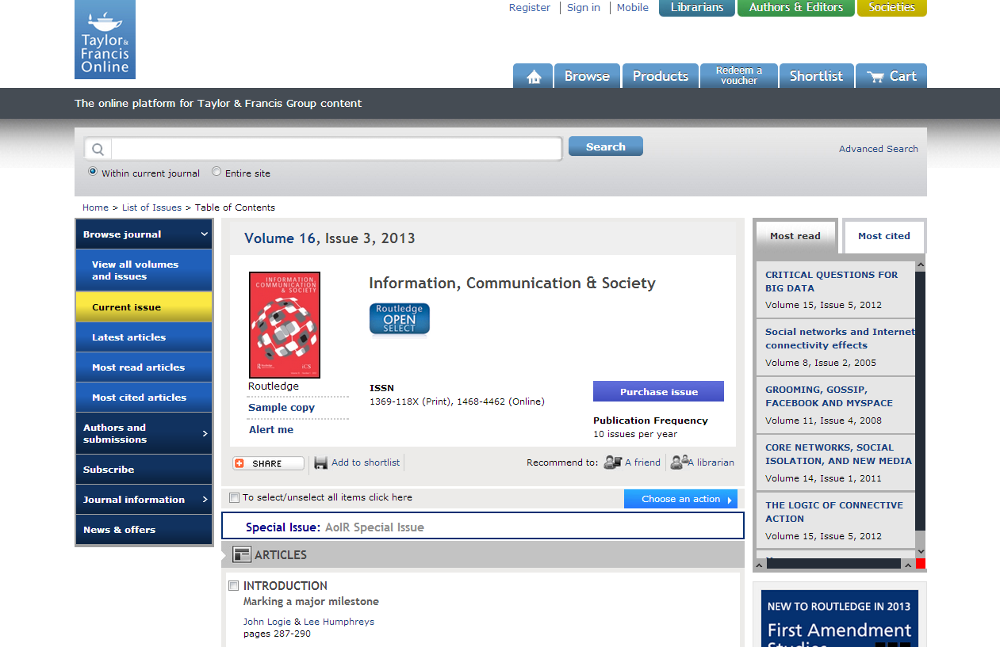 Register
Sign in
Mobile
Librarians
Authors & Editors
Societies
Taylor &
Francis
Online
Browse
Products
Redeem a
voucher
Shortlist
Cart
The online platform for Taylor & Francis Group content
Search
Advanced Search
Within current journal
Entire site
Home > List of Issues > Table of Contents
Browse journal
View all volumes
and issues
Current issue
Latest articles
Most read articles
Most cited articles
Authors and
submissions
Subscribe
Journal information
News & offers
Volume 16, Issue 3, 2013
INFORMATION,
COMMUNICATION
& SOCIETY
Routledge
Sample copy
Alert me
Information, Communication & Society
Routledge
OPEN
SELECT
ISSN
1369-118X (Print), 1468-4462 (Online)
Purchase issue
Publication Frequency
10 issues per year
SHARE
Add to shortlist
Recommend to:
A friend
A librarian
To select/unselect all items click here
Choose an action
Special Issue: AoIR Special Issue
ARTICLES
INTRODUCTION
Marking a major milestone
John Logie & Lee Humphreys
pages 287-290
Most read
Most cited
CRITICAL QUESTIONS FOR
BIG DATA
Volume 15, Issue 5, 2012
Social networks and Internet
connectivity effects
Volume 8, Issue 2, 2005
GROOMING, GOSSIP,
FACEBOOK AND MYSPACE
Volume 11, Issue 4, 2008
CORE NETWORKS, SOCIAL
ISOLATION, AND NEW MEDIA
Volume 14, Issue 1, 2011
THE LOGIC OF CONNECTIVE
ACTION
Volume 15, Issue 5, 2012
NEW TO ROUTLEDGE IN 2013
First Amendment
Studies